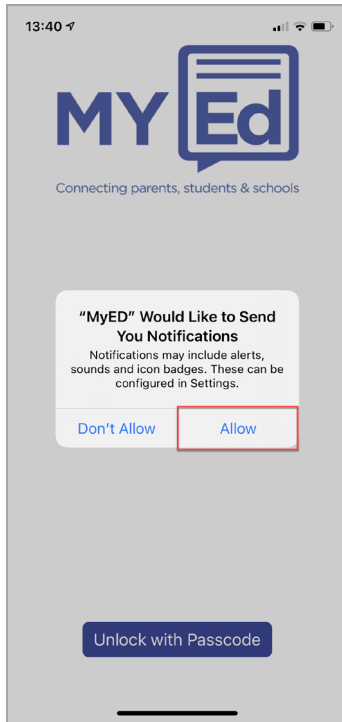 13:40
MY Ed
Connecting parents, students & schools
“MyED” Would Like to Send
You Notifications
Notifications may include alerts,
sounds and icon badges. These can be
configured in Settings.
Don’t Allow
Allow
Unlock with Passcode